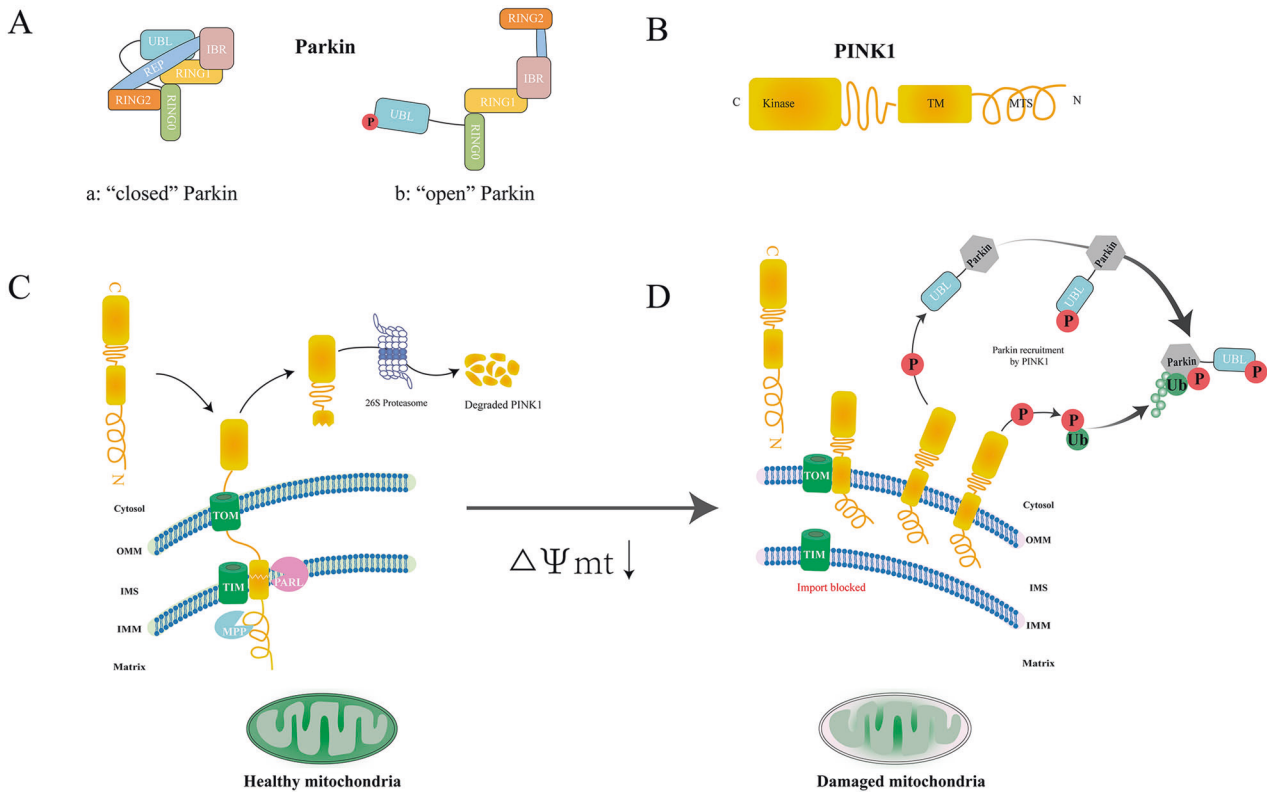 A
Parkin
UBL
IBR
REP
RING1
RING2
RING0
a: “closed” Parkin
RING2
IBR
RING1
UBL
P
RING0
b: “open” Parkin
B
PINK1
C
Kinase
TM
MTS
N
C
C
N
26S Proteasome
Degraded PINK1
Cytosol
TOM
OMM
IMS
TIM
PARL
IMM
MPP
Matrix
Healthy mitochondria
△Ψmt↓
D
C
N
Parkin
UBL
Parkin
UBL
P
P
Parkin recruitment
by PINK1
Parkin
UBL
P
Ub
P
P
P
Ub
TOM
Cytosol
OMM
TIM
Import blocked
IMS
IMM
Matrix
Damaged mitochondria